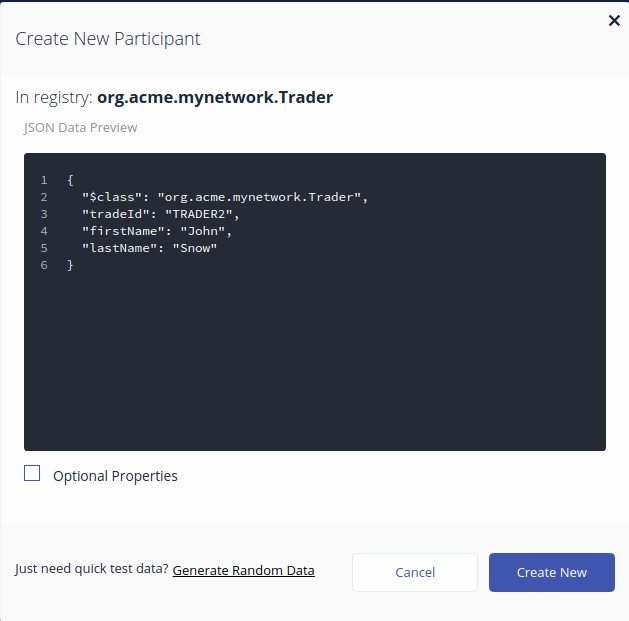 Create New Participant
In registry: org.acme.mynetwork.Trader
JSON Data Preview
1 {
2 "$class": "org.acme.mynetwork.Trader",
3 "tradeId": "TRADER2",
4 "firstName": "John",
5 "lastName": "Snow"
6 }
Optional Properties
Just need quick test data? Generate Random Data
Cancel
Create New